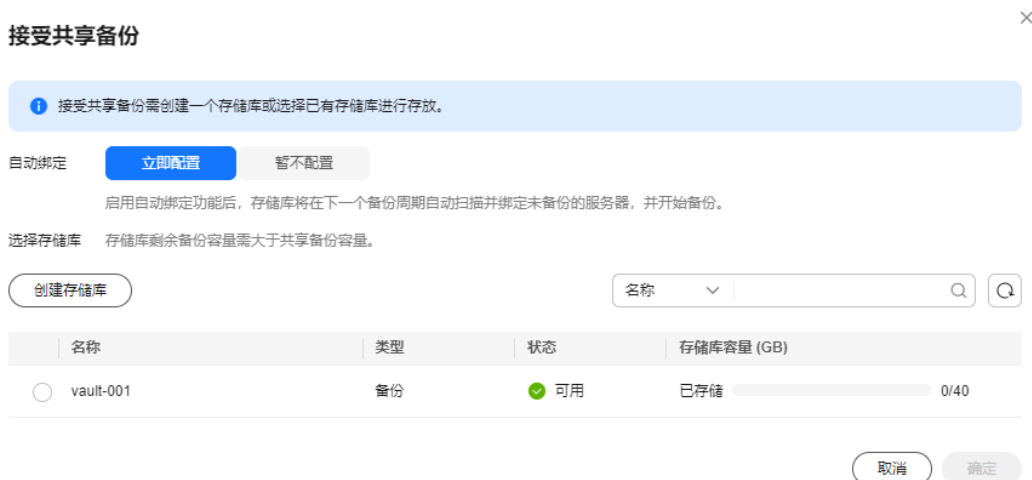 接受共享备份
接受共享备份需创建一个存储库或选择已有存储库进行存放。
自动绑定 立即配置 暂不配置
启用自动绑定功能后，存储库将在下一个备份周期自动扫描并绑定未备份的服务器，并开始备份。
选择存储库 存储库剩余备份容量需大于共享备份容量。
创建存储库 名称
名称 类型 状态 存储库容量 (GB)
vault-001 备份 可用 已存储 0/40
取消 确定